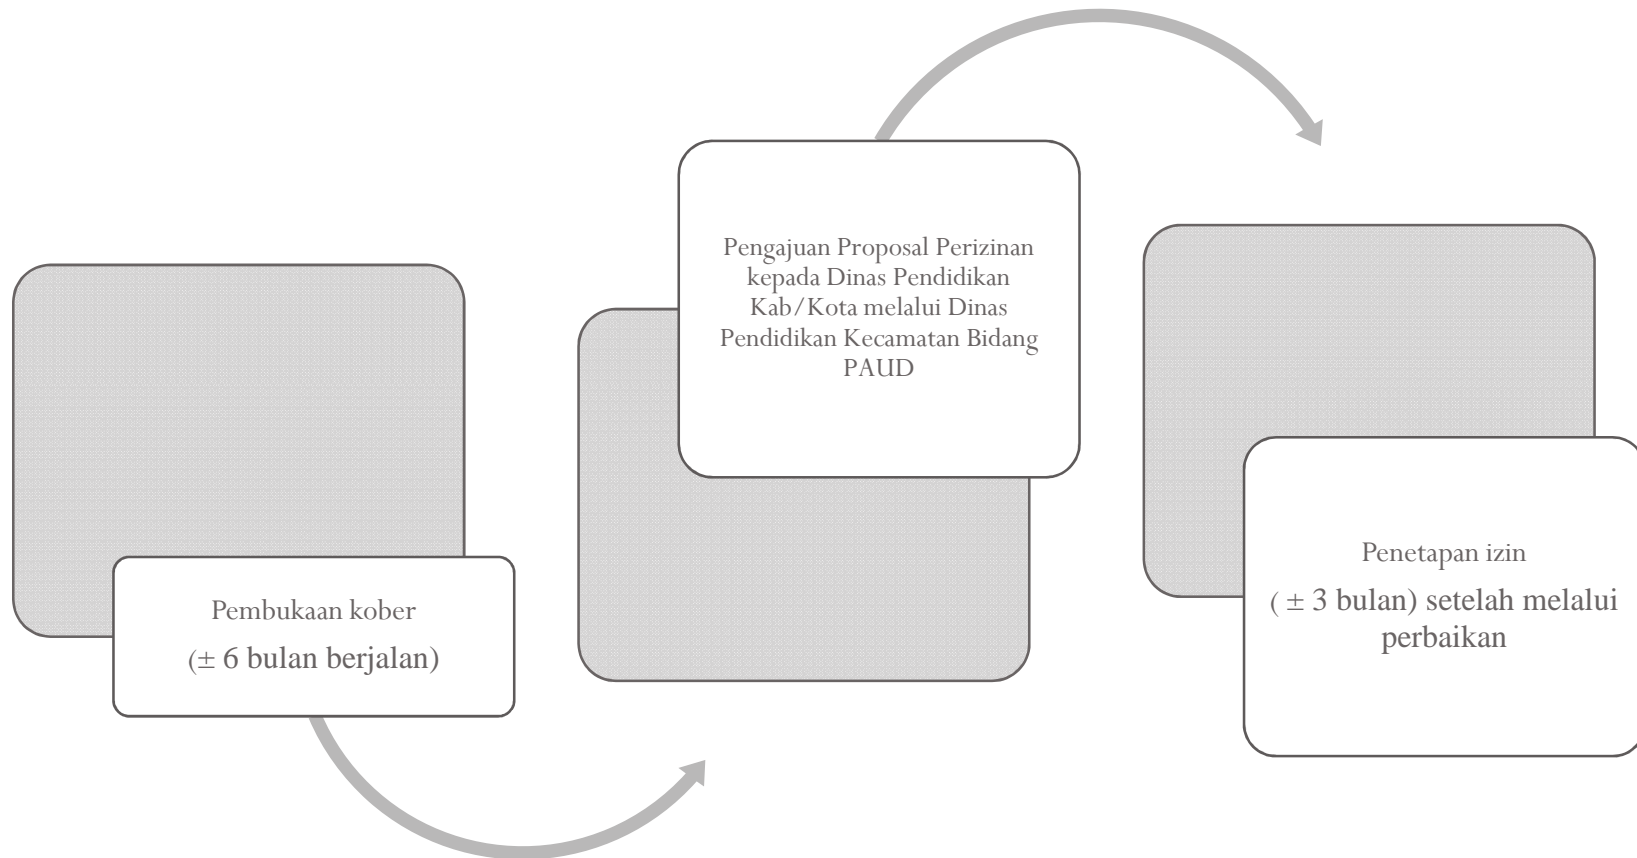 Pembukaan kober
(± 6 bulan berjalan)
Pengajuan Proposal Perizinan
kepada Dinas Pendidikan
Kab/Kota melalui Dinas
Pendidikan Kecamatan Bidang
PAUD
Penetapan izin
( ± 3 bulan) setelah melalui
perbaikan